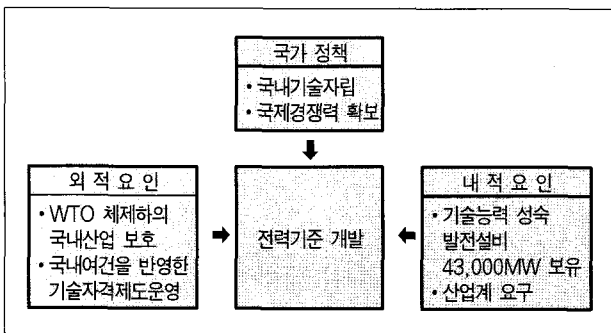 국가 정책
• 국내기술자립
• 국제경쟁력 확보
외적요인
• WTO 체제하의
국내산업 보호
• 국내여건을 반영한
기술자격제도운영
전력기준 개발
내적요인
• 기술능력 성숙
발전설비
43,000MW 보유
• 산업계 요구